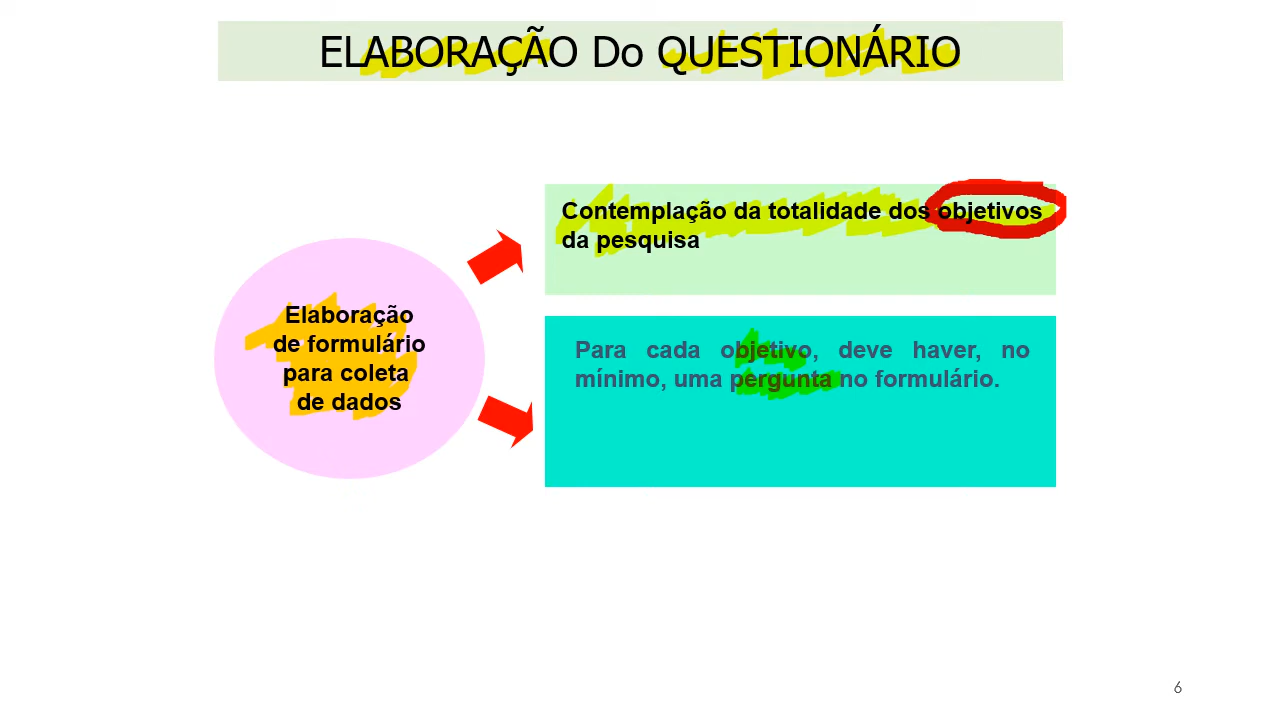 ELABORAÇÃO Do QUESTIONÁRIO
Contemplação da totalidade dos objetivos
da pesquisa
Elaboração
de formulário
para coleta
de dados
Para cada objetivo, deve haver, no
mínimo, uma pergunta no formulário.
6